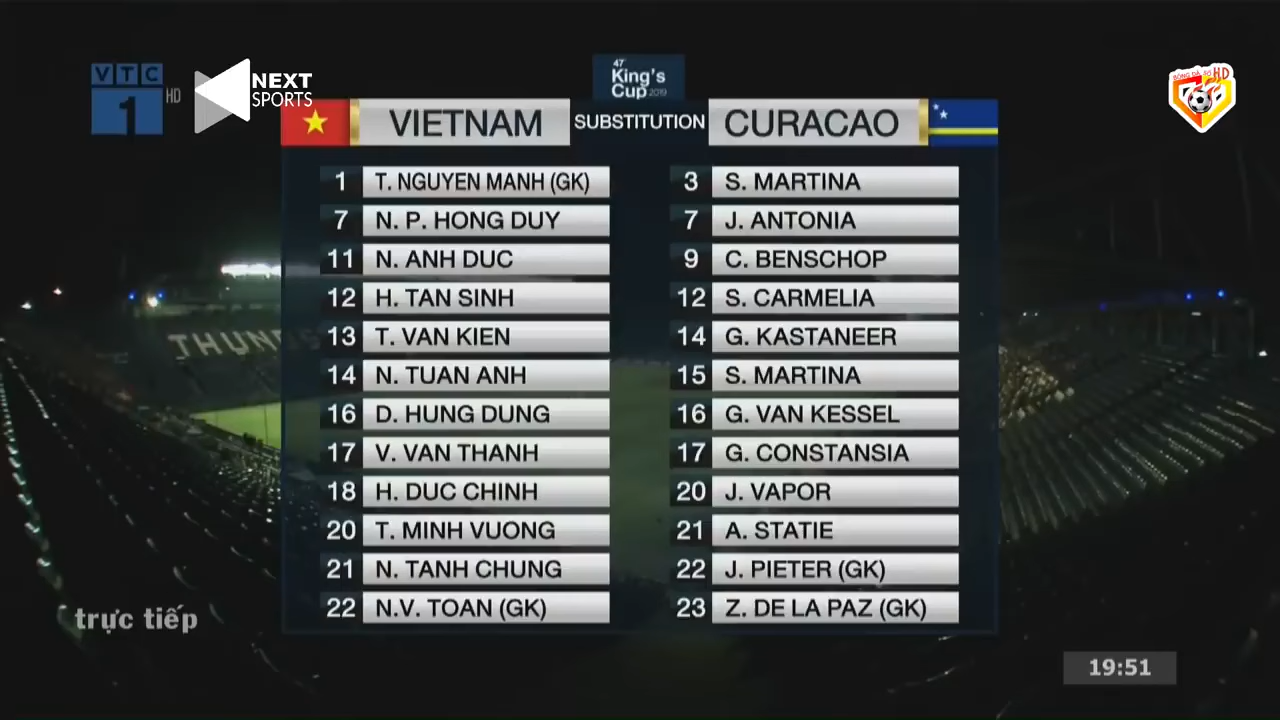 VTC
1
HD
NEXT
SPORTS
47
King's
Cup 2019
BÓNG ĐÁ SỐ HD
VIETNAM SUBSTITUTION CURACAO
1 T. NGUYEN MANH (GK) 3 S. MARTINA
7 N. P. HONG DUY 7 J. ANTONIA
11 N. ANH DUC 9 C. BENSCHOP
12 H. TAN SINH 12 S. CARMELIA
13 T. VAN KIEN 14 G. KASTANEER
14 N. TUAN ANH 15 S. MARTINA
16 D. HUNG DUNG 16 G. VAN KESSEL
17 V. VAN THANH 17 G. CONSTANSIA
18 H. DUC CHINH 20 J. VAPOR
20 T. MINH VUONG 21 A. STATIE
21 N. TANH CHUNG 22 J. PIETER (GK)
22 N.V. TOAN (GK) 23 Z. DE LA PAZ (GK)
trực tiếp
19:51